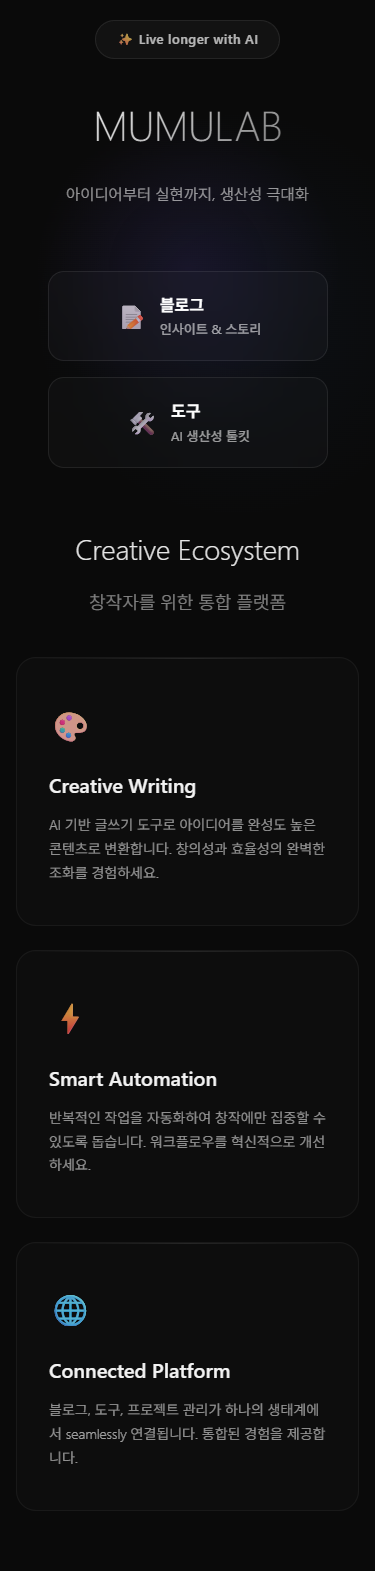 Live longer with AI
MUMULAB
아이디어부터 실현까지, 생산성 극대화
블로그
인사이트 & 스토리
도구
AI 생산성 툴킷
Creative Ecosystem
창작자를 위한 통합 플랫폼
Creative Writing
AI 기반 글쓰기 도구로 아이디어를 완성도 높은
콘텐츠로 변환합니다. 창의성과 효율성의 완벽한
조화를 경험하세요.
Smart Automation
반복적인 작업을 자동화하여 창작에만 집중할 수
있도록 돕습니다. 워크플로우를 혁신적으로 개선
하세요.
Connected Platform
블로그, 도구, 프로젝트 관리가 하나의 생태계에
서 seamlessly 연결됩니다. 통합된 경험을 제공합
니다.